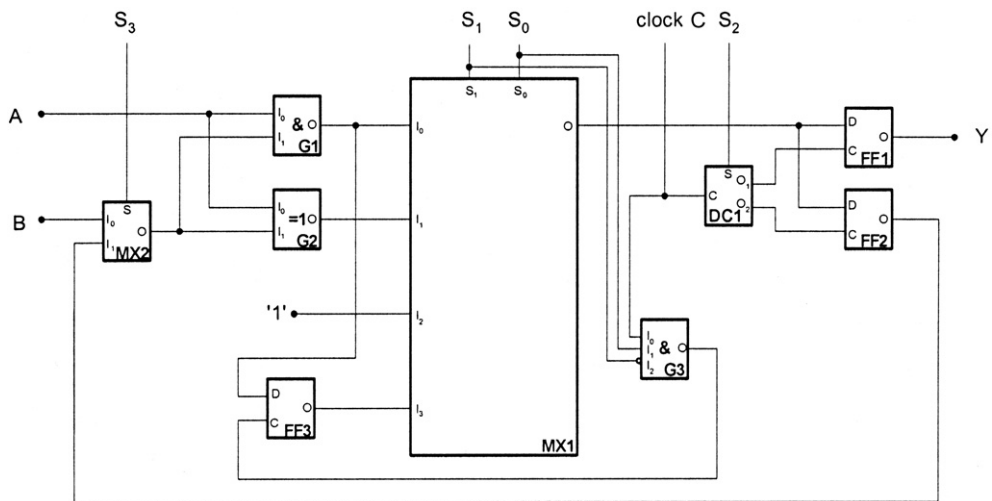 S3
S1 S0
clock C S2
S1 S0
A
I0
I1
&
O
G1
I0
O
D
C
O
FF1
Y
S
C
O1
O2
DC1
B
S
I0
I1
O
MX2
I0
I1
=1
O
G2
I1
D
C
O
FF2
'1'
I2
I0
I1
I2
&
O
G3
D
C
O
FF3
I3
MX1